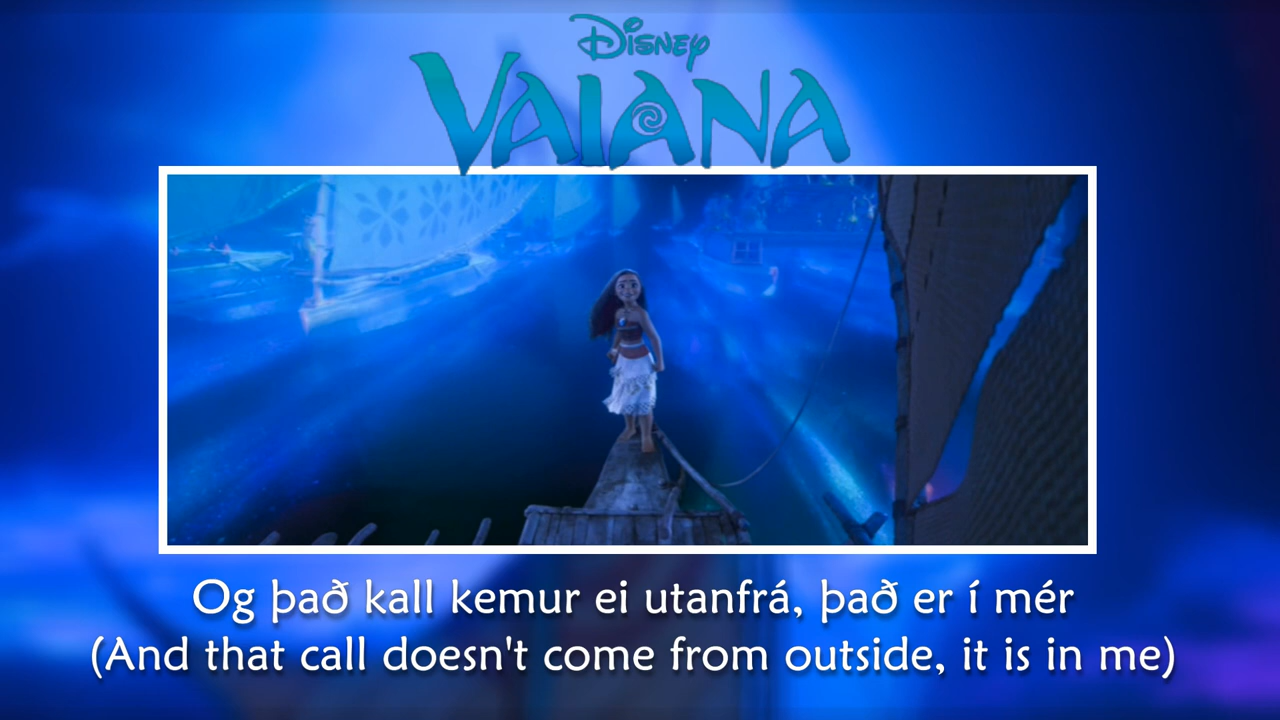 Disney
VAIANA
Og það kall kemur ei utanfrá, það er í mér
(And that call doesn't come from outside, it is in me)